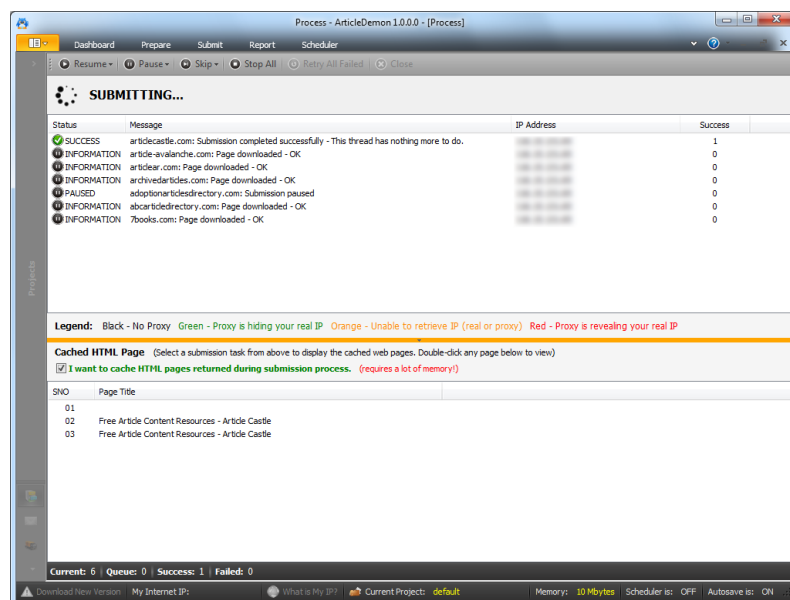 Process - ArticleDemon 1.0.0.0 - [Process]
Dashboard Prepare Submit Report Scheduler
Resume Pause Skip Stop All Retry All Failed Close
SUBMITTING...
Status Message IP Address Success
SUCCESS articlecastle.com: Submission completed successfully - This thread has nothing more to do. 1
INFORMATION article-avalanche.com: Page downloaded - OK 0
INFORMATION articlear.com: Page downloaded - OK 0
INFORMATION archivedarticles.com: Page downloaded - OK 0
PAUSED adoptionarticlesdirectory.com: Submission paused 0
INFORMATION abcarticledirectory.com: Page downloaded - OK 0
INFORMATION 7books.com: Page downloaded - OK 0
Projects
Legend: Black - No Proxy Green - Proxy is hiding your real IP Orange - Unable to retrieve IP (real or proxy) Red - Proxy is revealing your real IP
Cached HTML Page (Select a submission task from above to display the cached web pages. Double-click any page below to view)
I want to cache HTML pages returned during submission process. (requires a lot of memory!)
SNO Page Title
01
02 Free Article Content Resources - Article Castle
03 Free Article Content Resources - Article Castle
Current: 6 Queue: 0 Success: 1 Failed: 0
Download New Version My Internet IP: What is My IP? Current Project: default Memory: 10 Mbytes Scheduler is: OFF Autosave is: ON